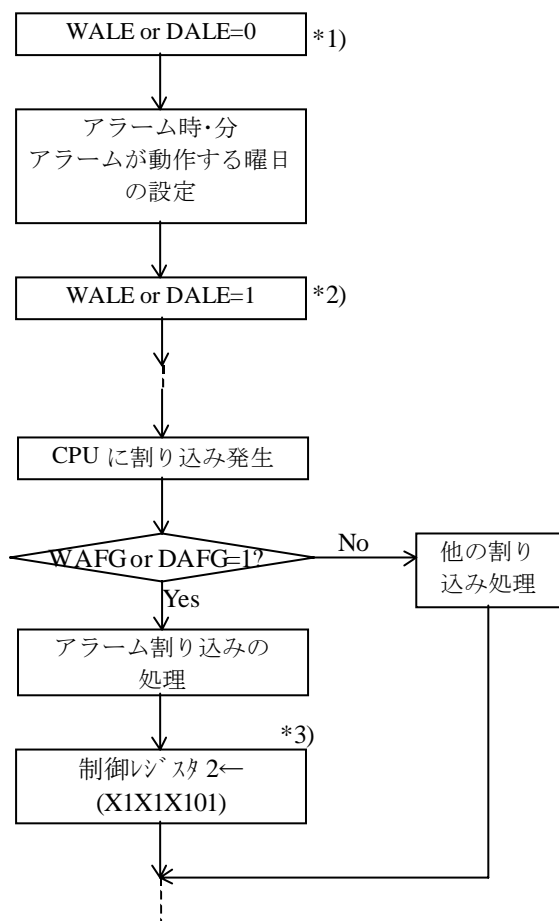 WALE or DALE=0
*1)
アラーム時・分
アラームが動作する曜日
の設定
WALE or DALE=1
*2)
CPU に割り込み発生
WAFG or DAFG=1?
No
他の割り
込み処理
Yes
アラーム割り込みの
処理
*3)
制御ﾚｼﾞｽﾀ 2←
(X1X1X101)